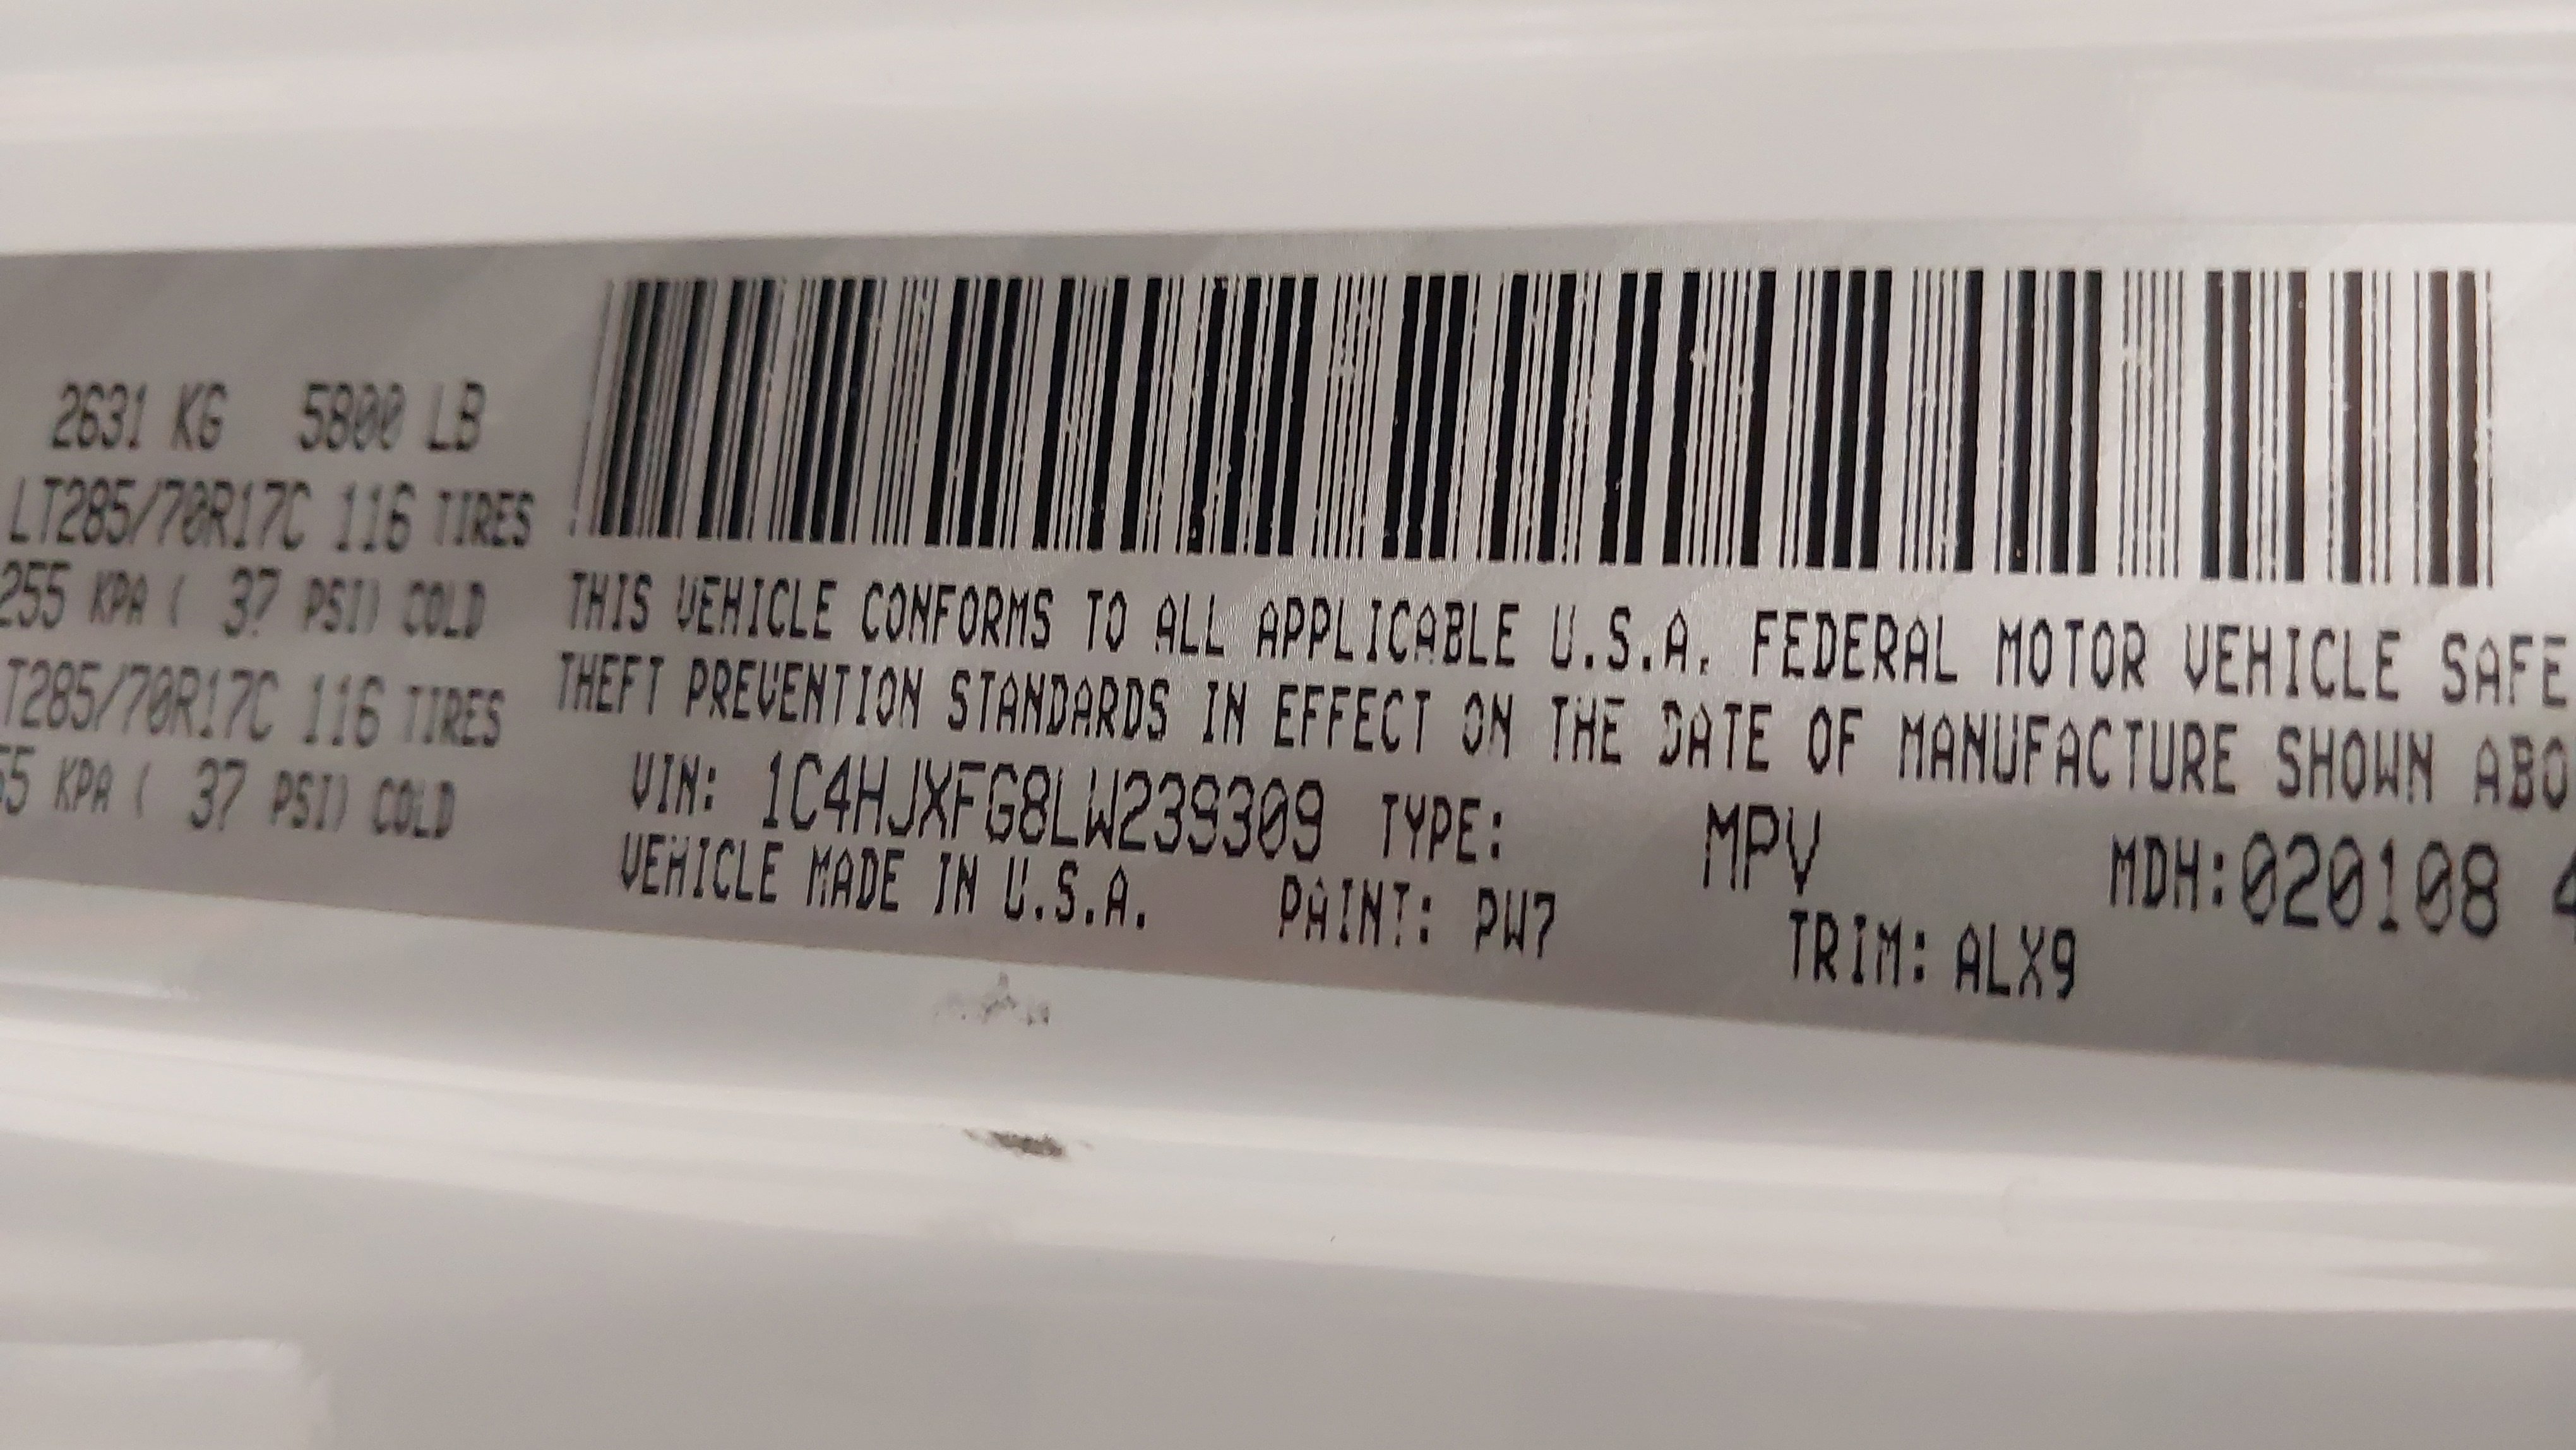 2631 KG 5800 LB
LT285/70R17C 116 TIRES
255 KPA ( 37 PSI) COLD
T285/70R17C 116 TIRES
55 KPA ( 37 PSI) COLD
THIS VEHICLE CONFORMS TO ALL APPLICABLE U.S.A. FEDERAL MOTOR VEHICLE SAFE
THEFT PREVENTION STANDARDS IN EFFECT ON THE DATE OF MANUFACTURE SHOWN ABO
VIN: 1C4HJXFG8LW239309 TYPE: MPV MDH:020108 4
VEHICLE MADE IN U.S.A. PAINT: PW7 TRIM: ALX9